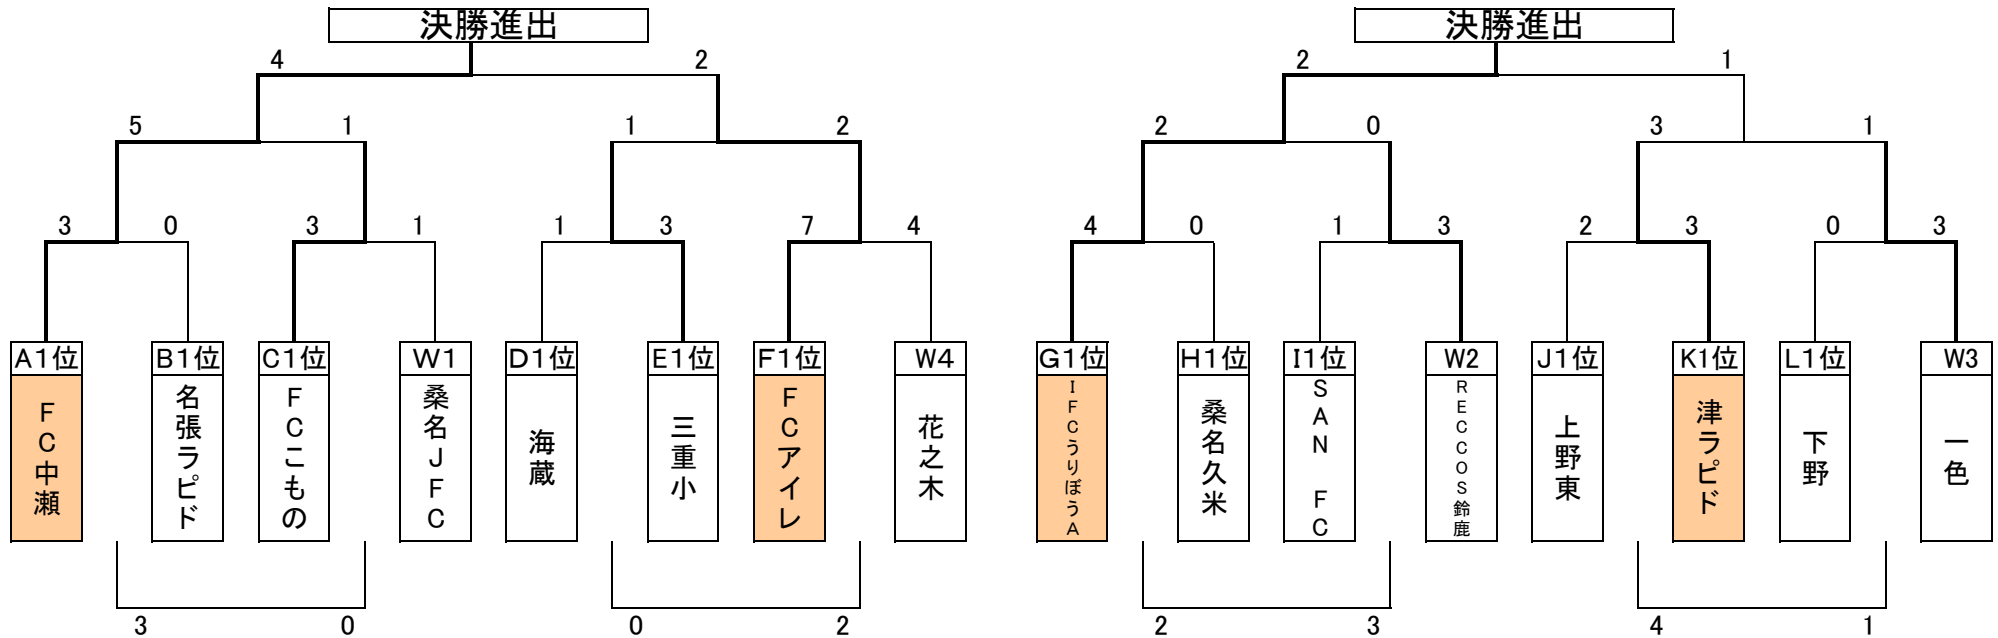 決勝進出 決勝進出
4 2 2 1
5 1 1 2 2 0 3 1
3 0 3 1 1 3 7 4 4 0 1 3 2 3 0 3
A1位 B1位 C1位 W1 D1位 E1位 F1位 W4 G1位 H1位 I1位 W2 J1位 K1位 L1位 W3
FC中瀬
名張ラピド
FCこもの
桑名JFC
海蔵
三重小
FCアイレ
花之木
IFCうりぼうA
桑名久米
SAN FC
RECCOS鈴鹿
上野東
津ラピド
下野
一色
3 0 0 2 2 3 4 1